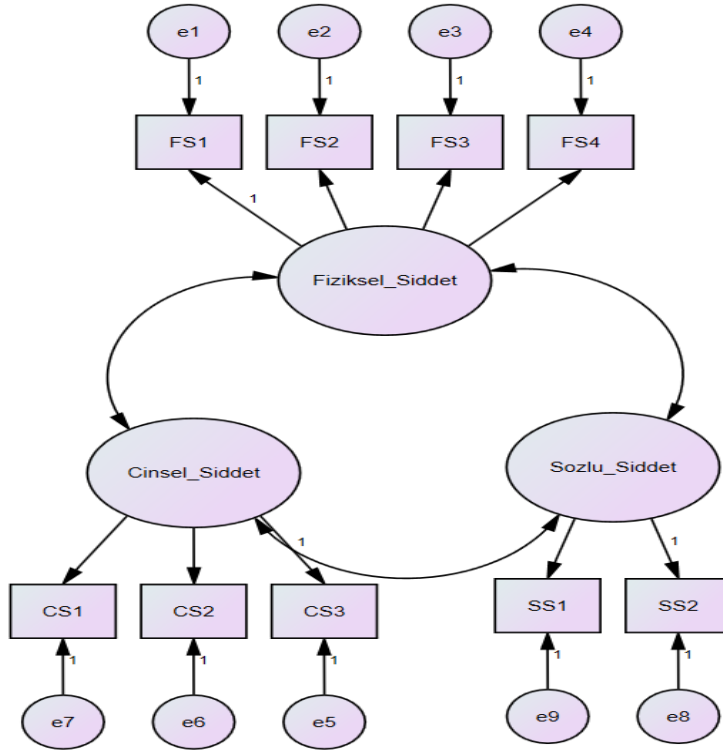 e1
e2
e3
e4
1
1
1
1
FS1
FS2
FS3
FS4
1
Fiziksel_Siddet
Cinsel_Siddet
Sozlu_Siddet
1
1
CS1
CS2
CS3
SS1
SS2
1
1
1
1
1
e7
e6
e5
e9
e8